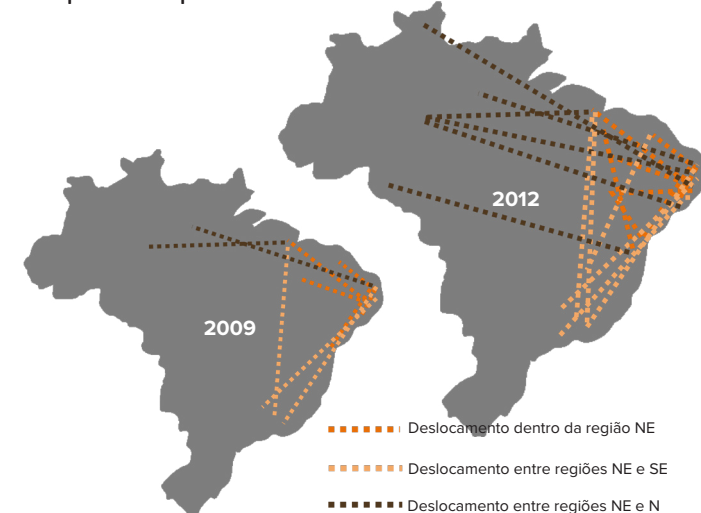 2012
2009
Deslocamento dentro da região NE
Deslocamento entre regiões NE e SE
Deslocamento entre regiões NE e N